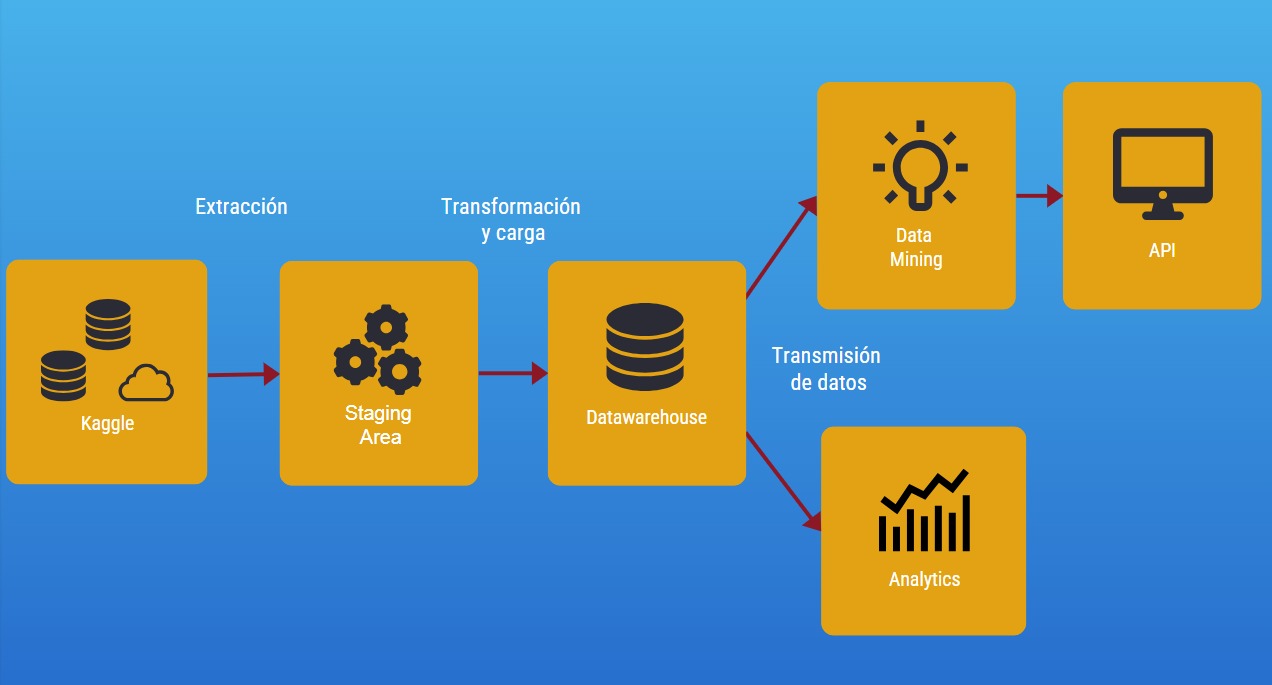 Extracción
Transformación
y carga
Kaggle
Staging
Area
Datawarehouse
Transmisión
de datos
Data
Mining
API
Analytics